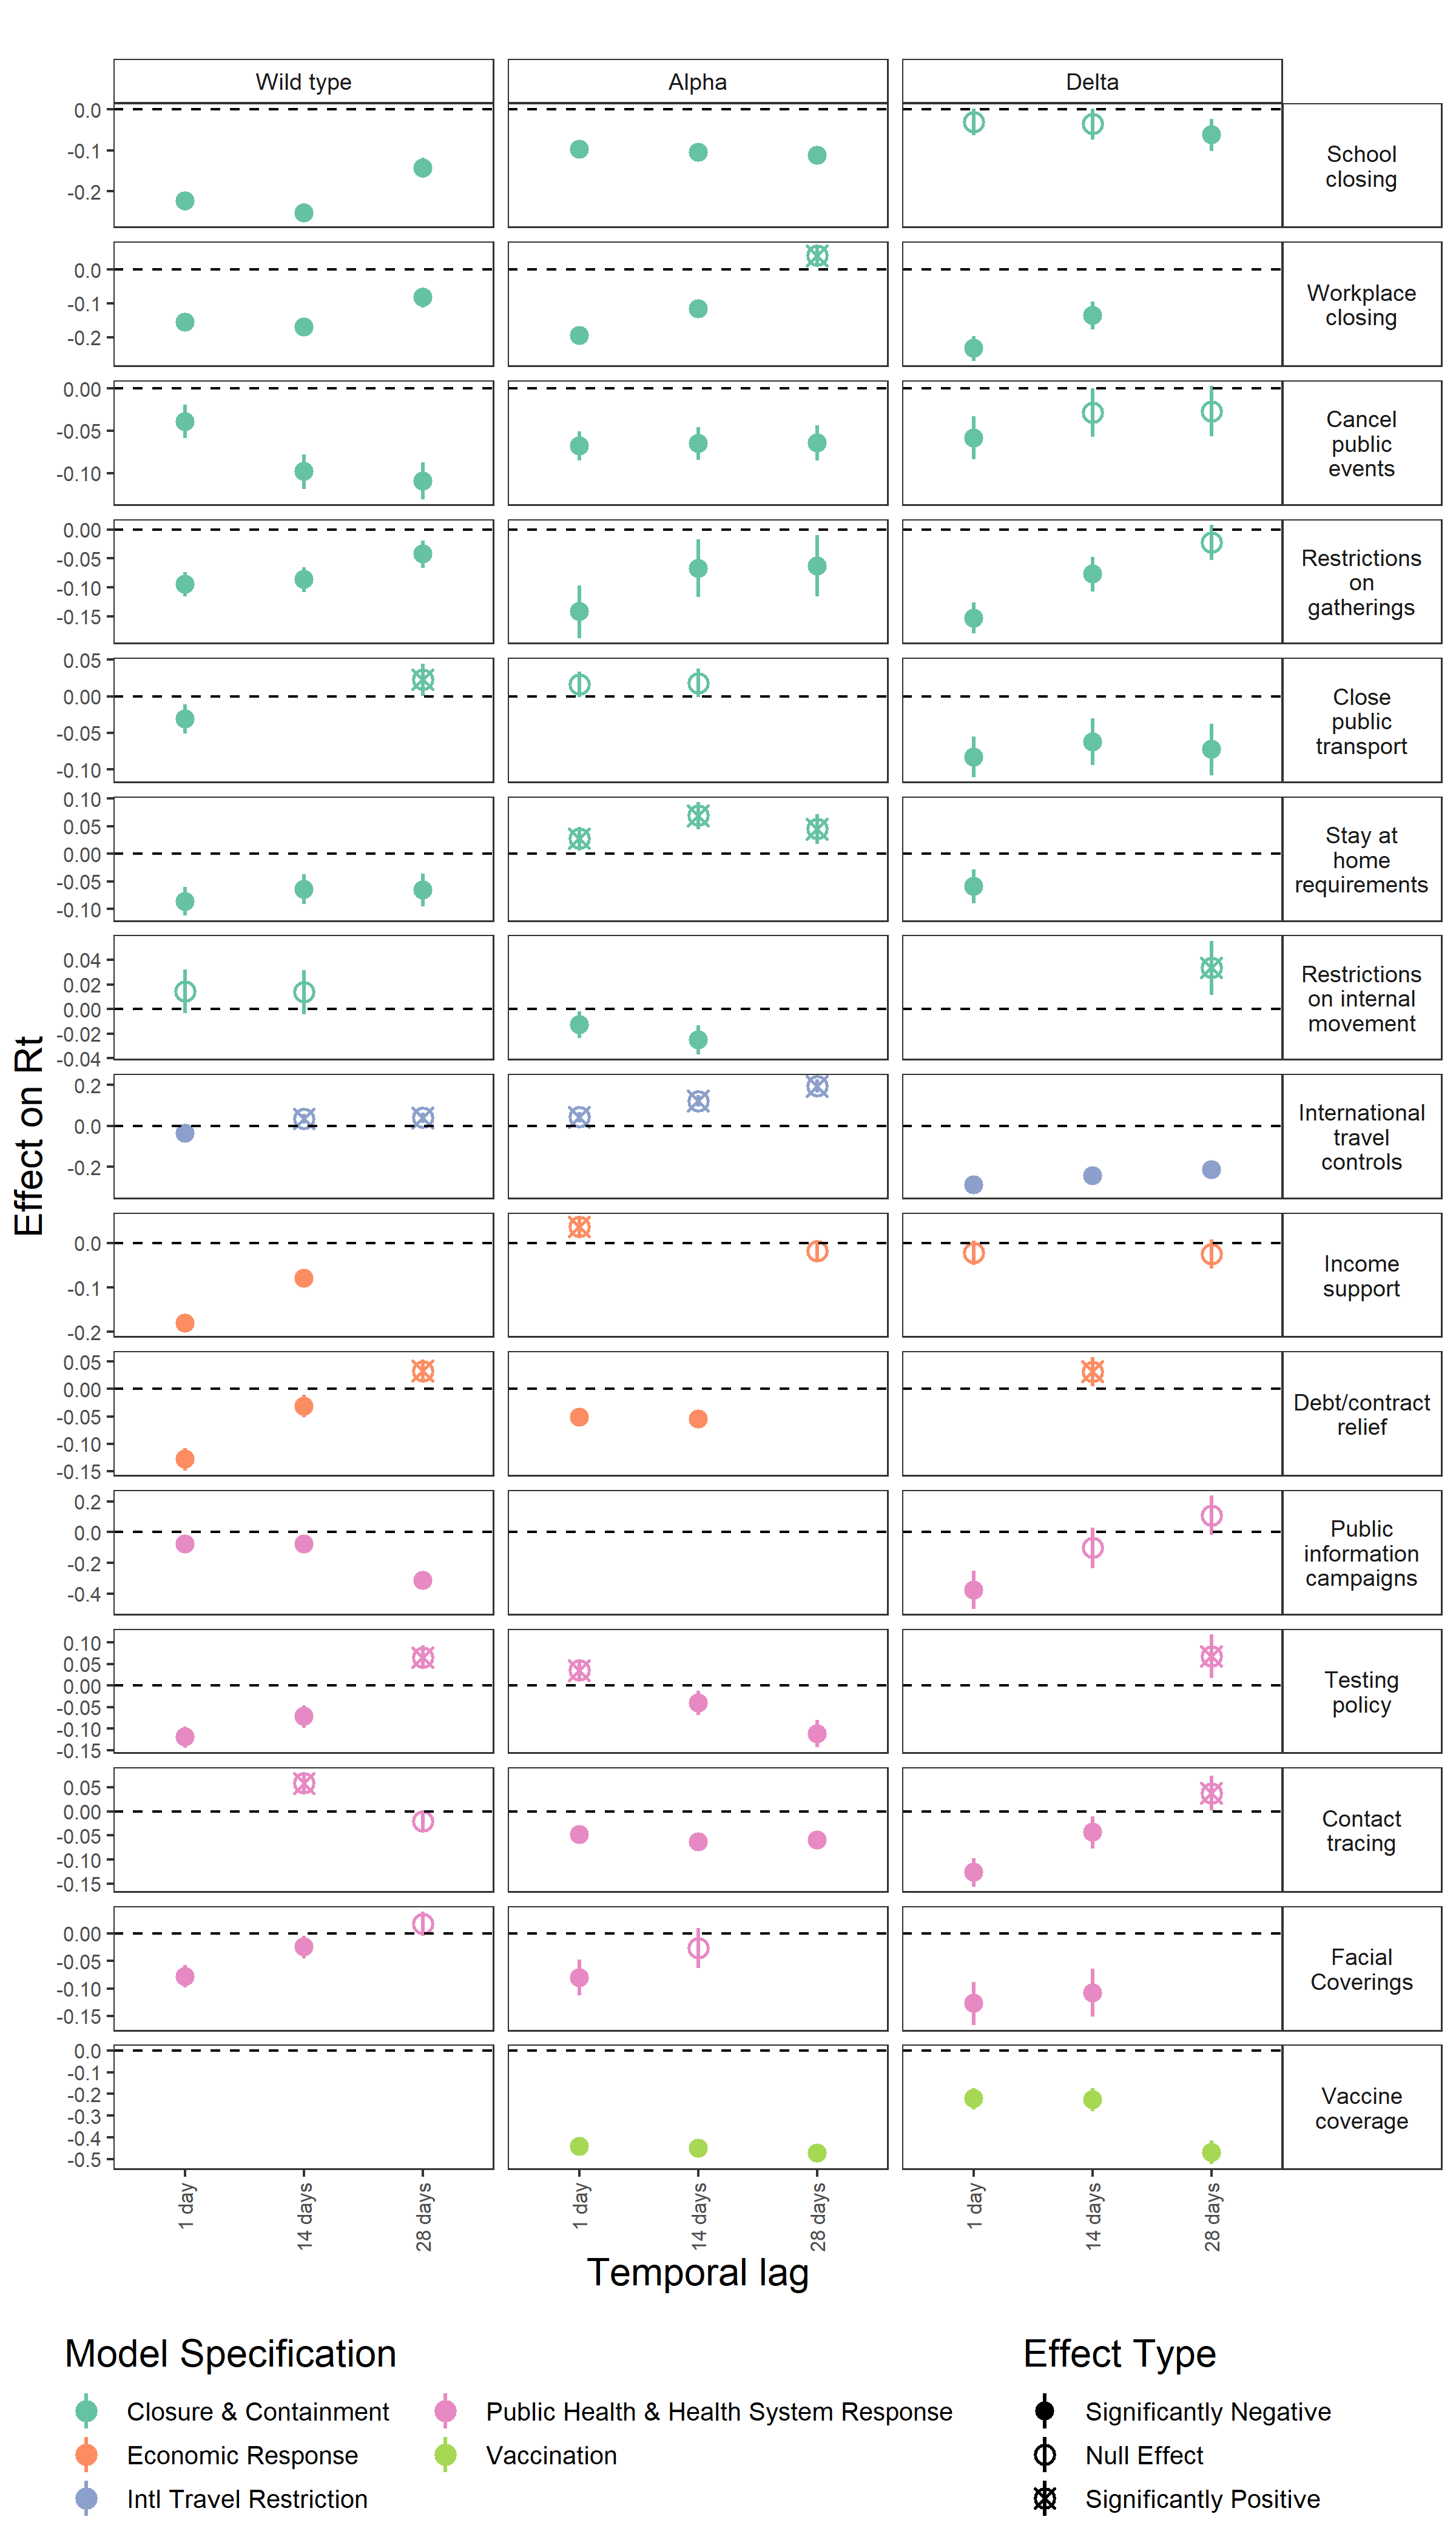 Wild type
Alpha
Delta
0.0
-0.1
-0.2
School
closing
0.0
-0.1
-0.2
Workplace
closing
0.00
-0.05
-0.10
Cancel
public
events
0.00
-0.05
-0.10
-0.15
Restrictions
on
gatherings
0.05
0.00
-0.05
-0.10
Close
public
transport
0.10
0.05
0.00
-0.05
-0.10
Stay at
home
requirements
0.04
0.02
0.00
-0.02
-0.04
Restrictions
on internal
movement
0.2
0.0
-0.2
International
travel
controls
0.0
-0.1
-0.2
Income
support
0.05
0.00
-0.05
-0.10
-0.15
Debt/contract
relief
0.2
0.0
-0.2
-0.4
Public
information
campaigns
0.10
0.05
0.00
-0.05
-0.10
-0.15
Testing
policy
0.05
0.00
-0.05
-0.10
-0.15
Contact
tracing
0.00
-0.05
-0.10
-0.15
Facial
Coverings
0.0
-0.1
-0.2
-0.3
-0.4
-0.5
Vaccine
coverage
Effect on Rt
1 day
14 days
28 days
1 day
14 days
28 days
1 day
14 days
28 days
Temporal lag
Model Specification
Closure & Containment
Economic Response
Intl Travel Restriction
Public Health & Health System Response
Vaccination
Effect Type
Significantly Negative
Null Effect
Significantly Positive